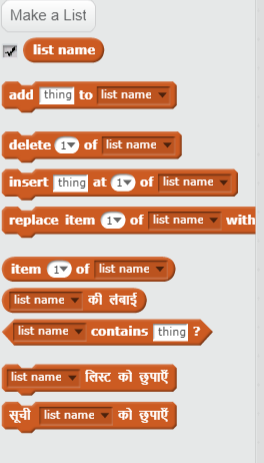 Make a List
list name
add thing to list name
delete 1 of list name
insert thing at 1 of list name
replace item 1 of list name with
item 1 of list name
list name की लंबाई
list name contains thing ?
list name लिस्ट को छुपाएँ
सूची list name को छुपाएँ